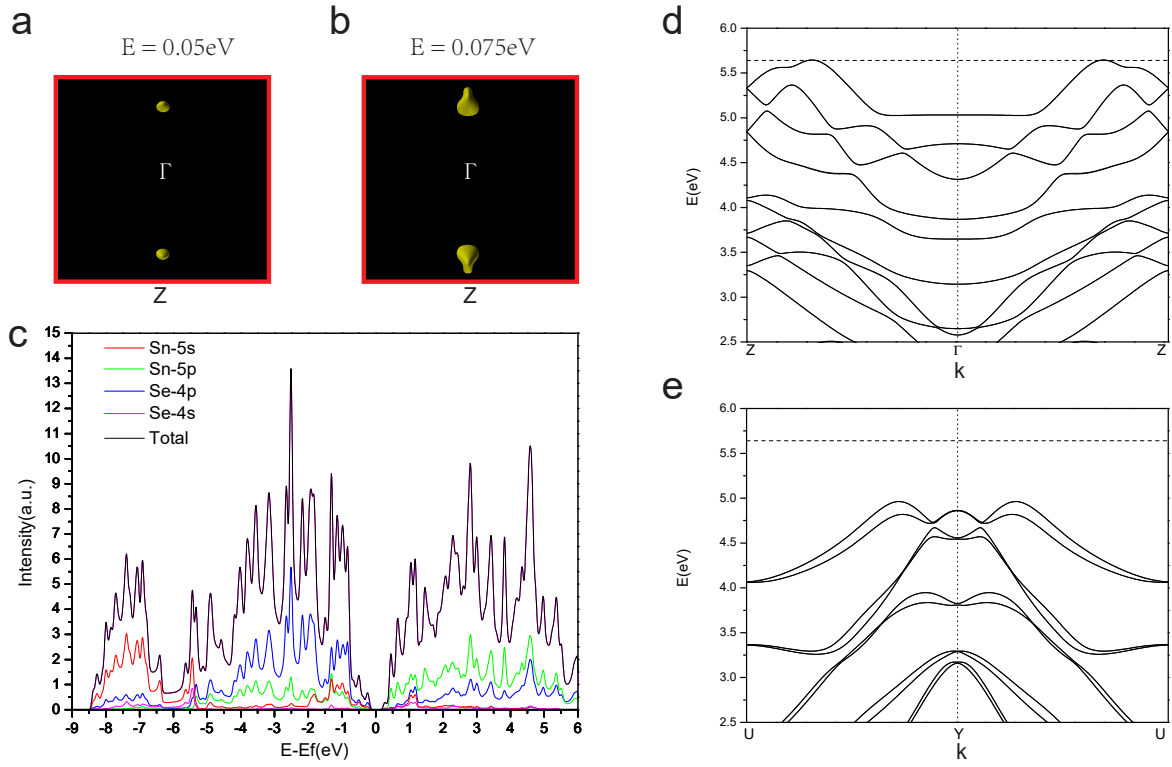 a
E = 0.05eV
Γ
Z
b
E = 0.075eV
Γ
Z
c
15
14
13
12
11
10
9
8
7
6
5
4
3
2
1
0
Intensity(a.u.)
Sn-5s
Sn-5p
Se-4p
Se-4s
Total
-9 -8 -7 -6 -5 -4 -3 -2 -1 0 1 2 3 4 5 6
E-Ef(eV)
d
6.0
5.5
5.0
4.5
4.0
3.5
3.0
2.5
E(eV)
Z Γ Z
k
e
6.0
5.5
5.0
4.5
4.0
3.5
3.0
2.5
E(eV)
U Y U
k